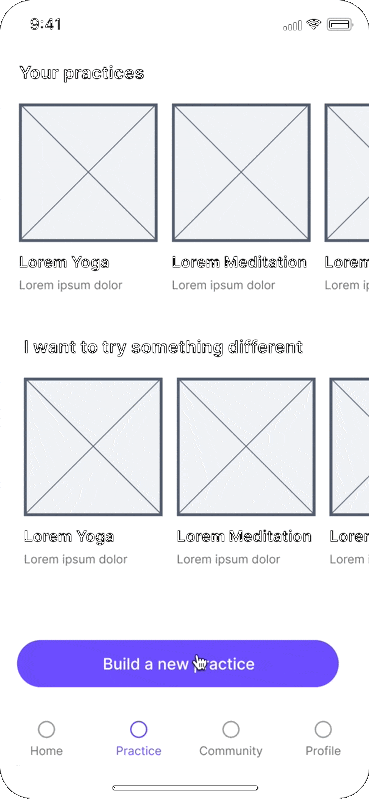 9:41
Your practices
Lorem Yoga
Lorem Meditation
Lorem
Lorem ipsum dolor
Lorem ipsum dolor
Lorem ip
I want to try something different
Lorem Yoga
Lorem Meditation
Lorem
Lorem ipsum dolor
Lorem ipsum dolor
Lorem
Build a new practice
Home
Practice
Community
Profile